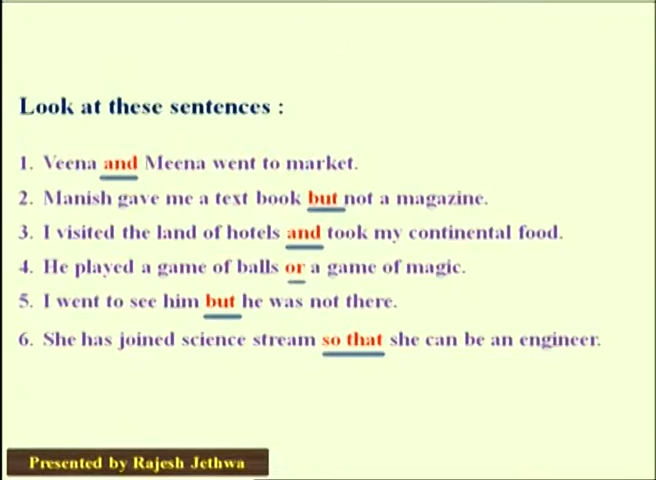 Look at these sentences :
1. Veena and Meena went to market.
2. Manish gave me a text book but not a magazine.
3. I visited the land of hotels and took my continental food.
4. He played a game of balls or a game of magic.
5. I went to see him but he was not there.
6. She has joined science stream so that she can be an engineer.
Presented by Rajesh Jethwa